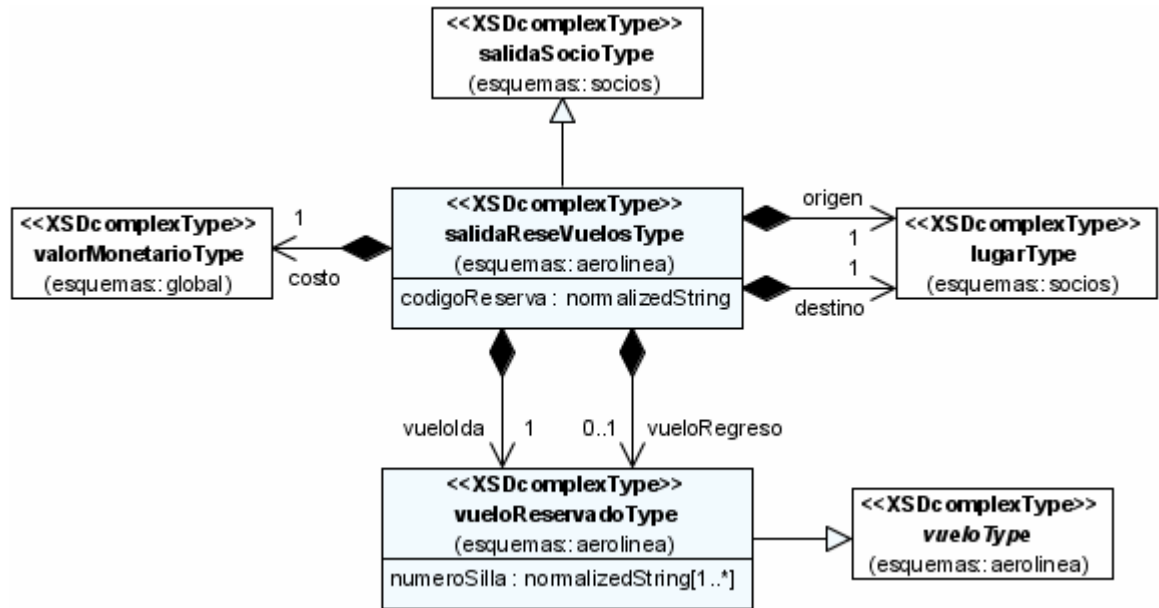 <<XSDcomplexType>>
salidaSocioType
(esquemas::socios)
<<XSDcomplexType>>
valorMonetarioType
(esquemas::global)
1
costo
<<XSDcomplexType>>
salidaReseVuelosType
(esquemas::aerolinea)
codigoReserva : normalizedString
origen
1
1
destino
<<XSDcomplexType>>
lugarType
(esquemas::socios)
vueloIda
1
0..1
vueloRegreso
<<XSDcomplexType>>
vueloReservadoType
(esquemas::aerolinea)
numeroSilla : normalizedString[1..*]
<<XSDcomplexType>>
vueloType
(esquemas::aerolinea)